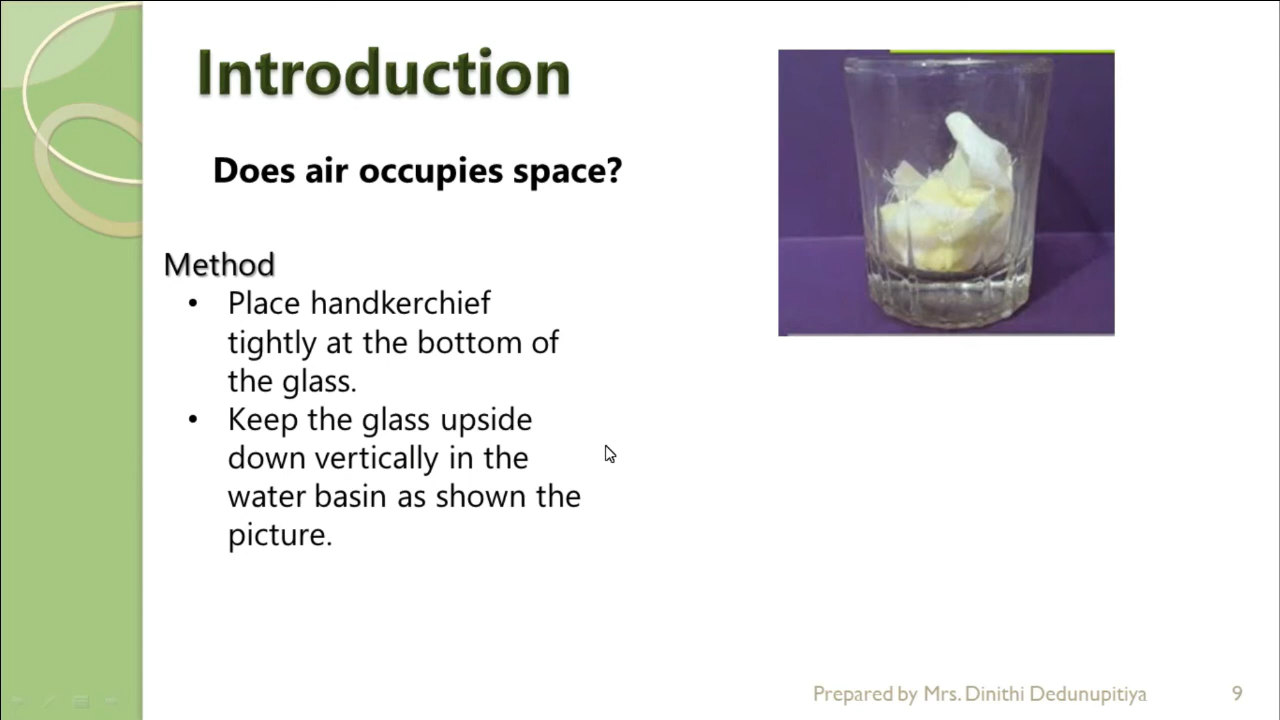 Introduction
Does air occupies space?
Method
• Place handkerchief
tightly at the bottom of
the glass.
• Keep the glass upside
down vertically in the
water basin as shown the
picture.
Prepared by Mrs. Dinithi Dedunupitiya
9